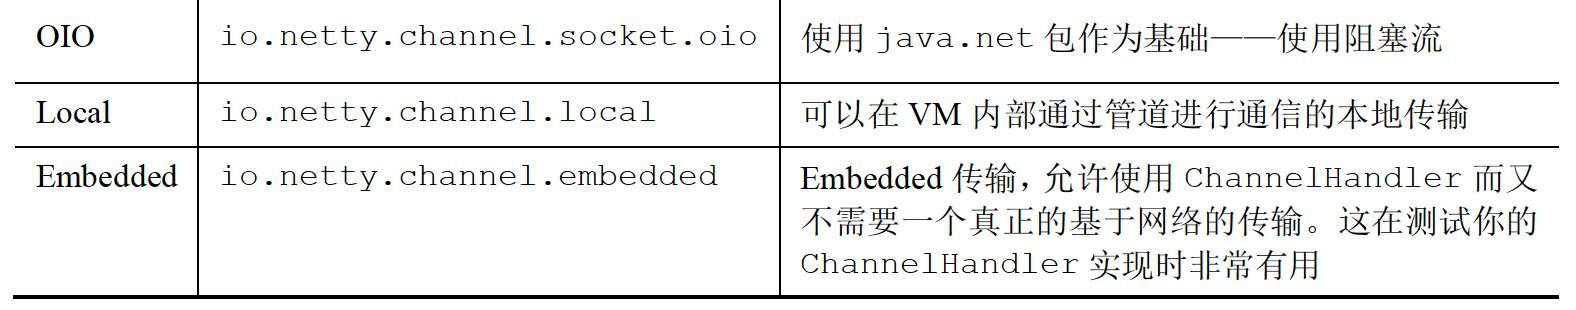 OIO io.netty.channel.socket.oio 使用 java.net 包作为基础——使用阻塞流
Local io.netty.channel.local 可以在 VM 内部通过管道进行通信的本地传输
Embedded io.netty.channel.embedded Embedded 传输，允许使用 ChannelHandler 而又
不需要一个真正的基于网络的传输。这在测试你的
ChannelHandler 实现时非常有用